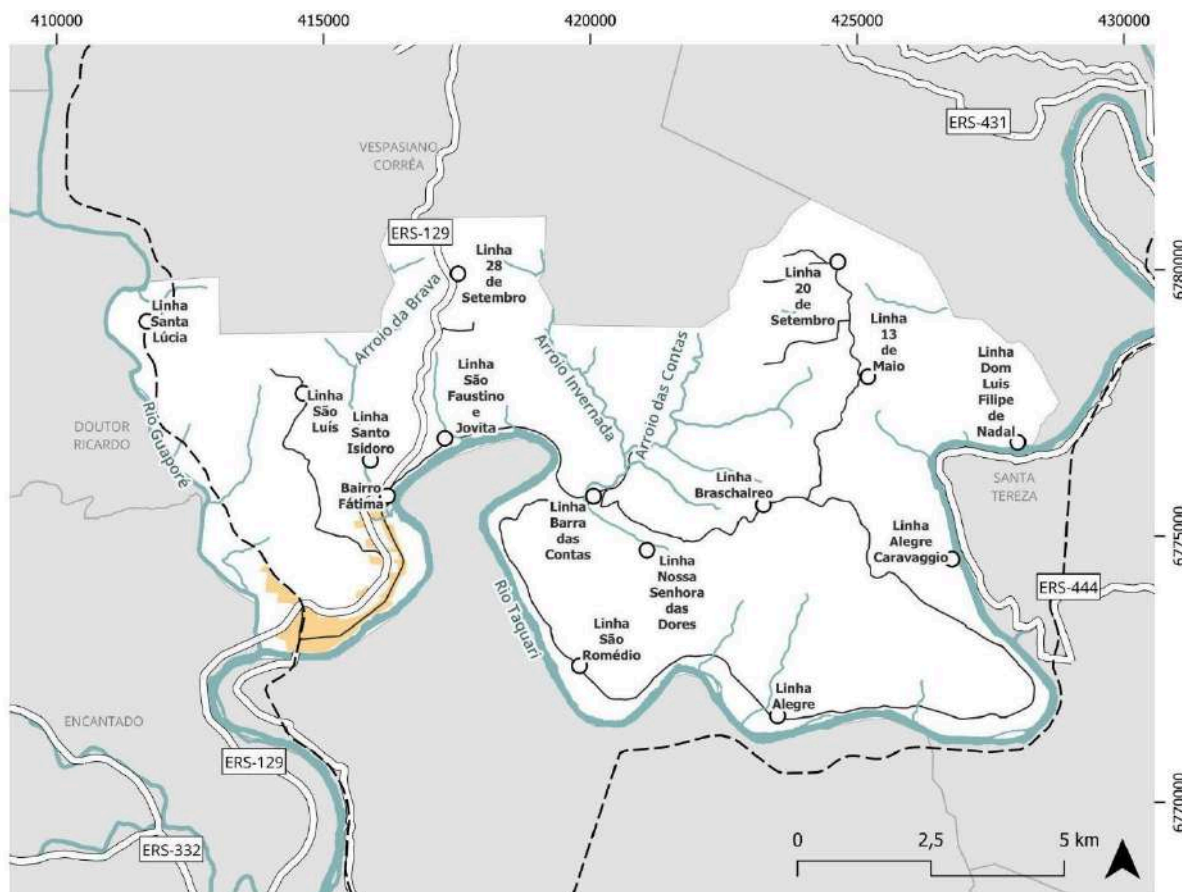 410000
415000
420000
425000
430000
ERS-431
VESPASIANO
CORRÊA
ERS-129
Linha
28
de
Setembro
Linha
20
de
Setembro
6780000
Linha
Santa
Lúcia
Arroio da Brava
Arroio Invernada
Arroio das Contas
Linha
13
de
Maio
Linha
Dom
Luis
Filipe
de
Nadal
Linha
São
Faustino
e
Jovita
Linha
São
Luís
Linha
Santo
Isidoro
DOUTOR
RICARDO
Rio Guaporé
Bairro
Fátima
Linha
Braschalreo
SANTA
TEREZA
Linha
Barra
das
Contas
Linha
Alegre
Caravaggio
6775000
Linha
Nossa
Senhora
das
Dores
ERS-444
Rio Taquari
Linha
São
Romédio
Linha
Alegre
ENCANTADO
ERS-129
6770000
ERS-332
0
2,5
5 km